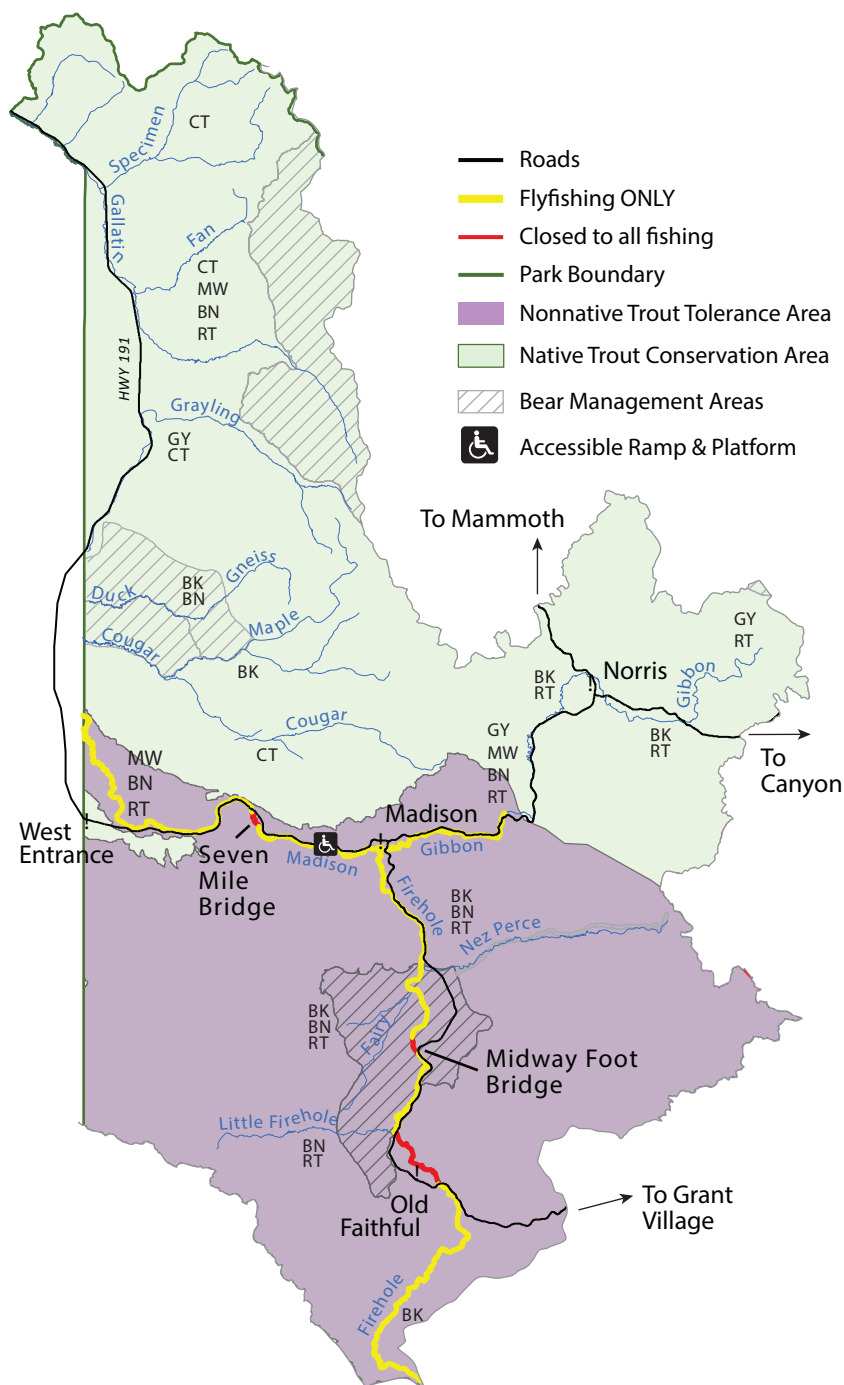 Specimen
CT
Gallatin
Fan
CT
MW
BN
RT
HWY 191
Grayling
GY
CT
Roads
Flyfishing ONLY
Closed to all fishing
Park Boundary
Nonnative Trout Tolerance Area
Native Trout Conservation Area
Bear Management Areas
Accessible Ramp & Platform
To Mammoth
Gneiss
BK
BN
Duck
Maple
Cougar
BK
Cougar
CT
GY
RT
Norris
Gibbon
BK
RT
BK
RT
To
Canyon
GY
MW
BN
RT
MW
BN
RT
West
Entrance
Seven
Mile
Bridge
Madison
Madison
Gibbon
Firehole
BK
BN
RT
Nez Perce
BK
BN
RT
Fairy
Midway Foot
Bridge
Little Firehole
BN
RT
Old
Faithful
To Grant
Village
Firehole
BK